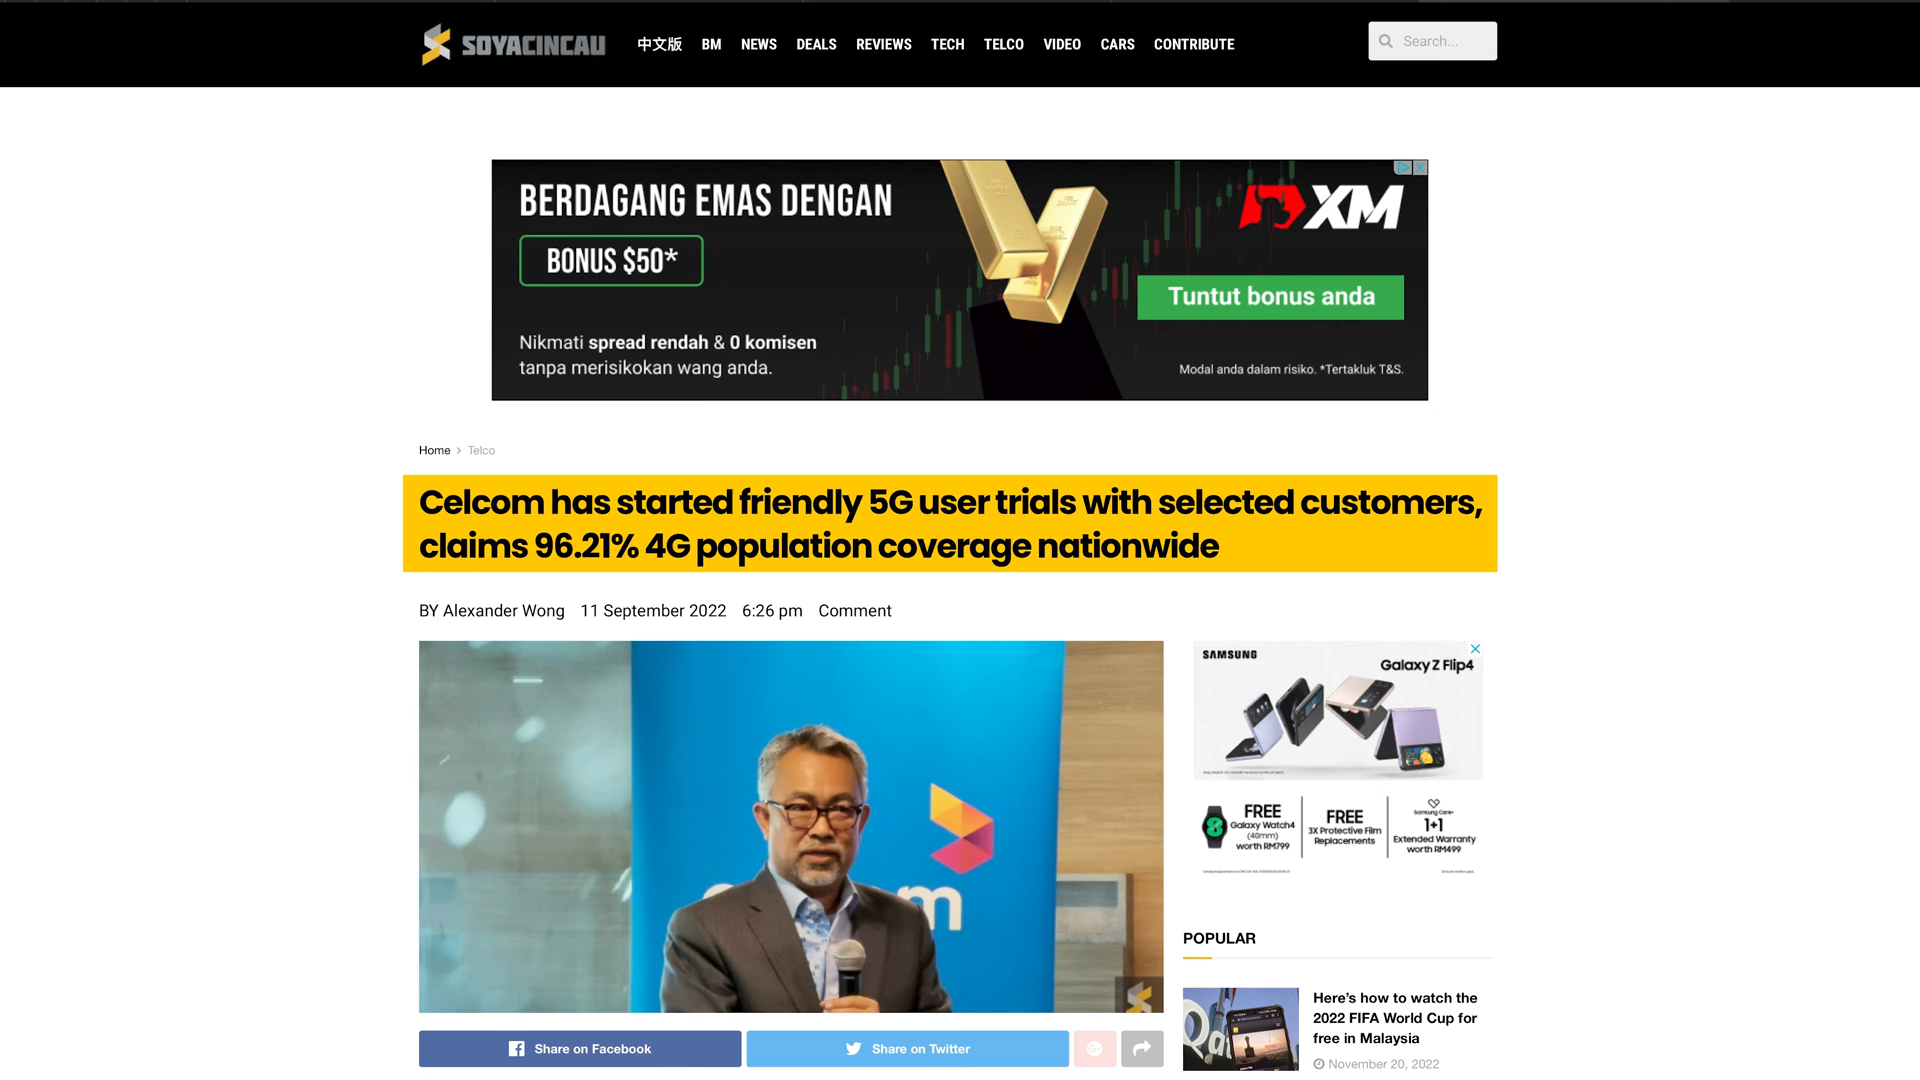 SOYACINCAU
中文版 BM NEWS DEALS REVIEWS TECH TELCO VIDEO CARS CONTRIBUTE
Search...
BERDAGANG EMAS DENGAN
BONUS $50*
Nikmati spread rendah & 0 komisen
tanpa merisikokan wang anda.
XM
Tuntut bonus anda
Modal anda dalam risiko. *Tertakluk T&S.
Home > Telco
Celcom has started friendly 5G user trials with selected customers,
claims 96.21% 4G population coverage nationwide
BY Alexander Wong 11 September 2022 6:26 pm Comment
m
Share on Facebook
Share on Twitter
SAMSUNG
Galaxy Z Flip4
FREE
Galaxy Watch4
(40mm)
worth RM799
FREE
3X Protective Film
Replacements
Samsung Care+
1+1
Extended Warranty
worth RM499
POPULAR
Here's how to watch the
2022 FIFA World Cup for
free in Malaysia
November 20, 2022